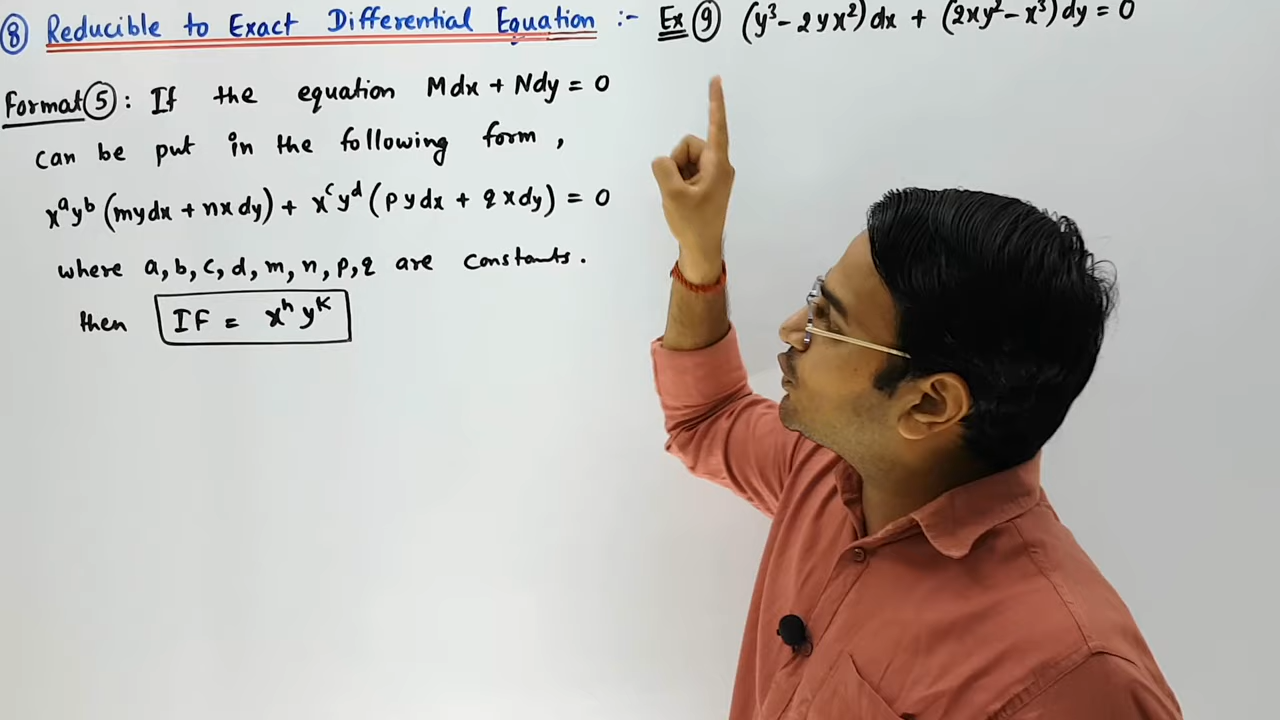 ⑧ Reducible to Exact Differential Equation :-
Format ⑤ : If the equation Mdx + Ndy = 0
can be put in the following form ,
xᵃyᵇ (mydx + nxdy) + xᶜyᵈ (pydx + qxdy) = 0
where a, b, c, d, m, n, p, q are constants.
then IF = xʰ yᴷ
Ex ⑨ (y³ - 2yx²) dx + (2xy² - x³) dy = 0